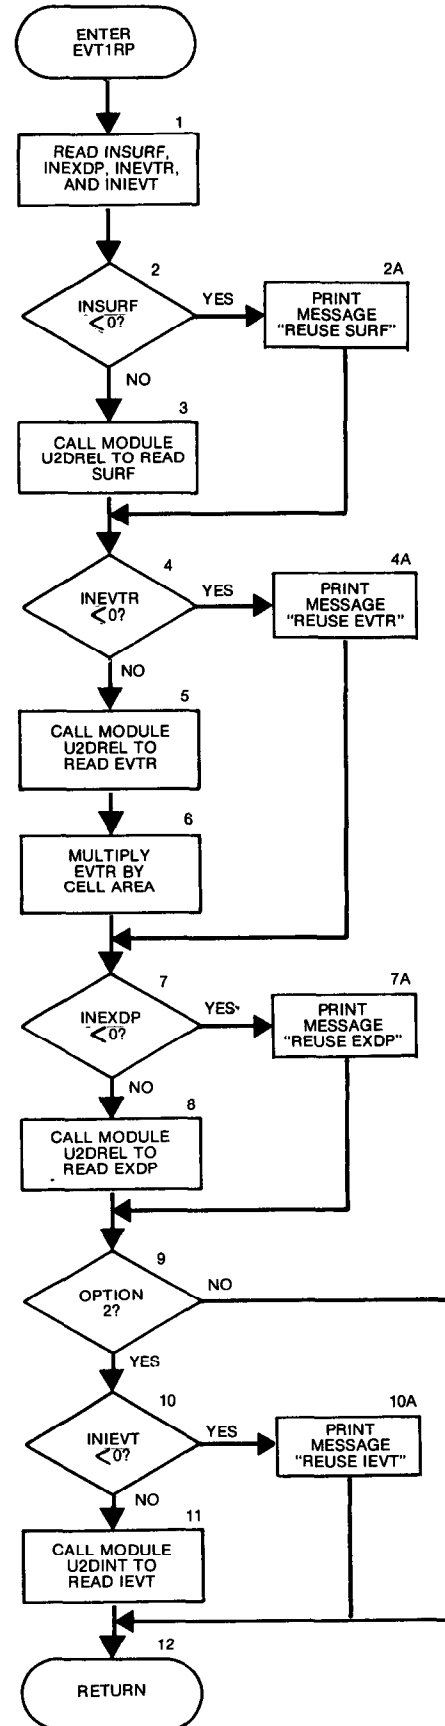 ENTER
EVT1RP
1
READ INSURF,
INEXDP, INEVTR,
AND INIEVT
2
INSURF
<0?
YES
2A
PRINT
MESSAGE
"REUSE SURF"
NO
3
CALL MODULE
U2DREL TO READ
SURF
4
INEVTR
<0?
YES
4A
PRINT
MESSAGE
"REUSE EVTR"
NO
5
CALL MODULE
U2DREL TO
READ EVTR
6
MULTIPLY
EVTR BY
CELL AREA
7
INEXDP
<0?
YES
7A
PRINT
MESSAGE
"REUSE EXDP"
NO
8
CALL MODULE
U2DREL TO
READ EXDP
9
OPTION
2?
NO
YES
10
INIEVT
<0?
YES
10A
PRINT
MESSAGE
"REUSE IEVT"
NO
11
CALL MODULE
U2DINT TO
READ IEVT
12
RETURN